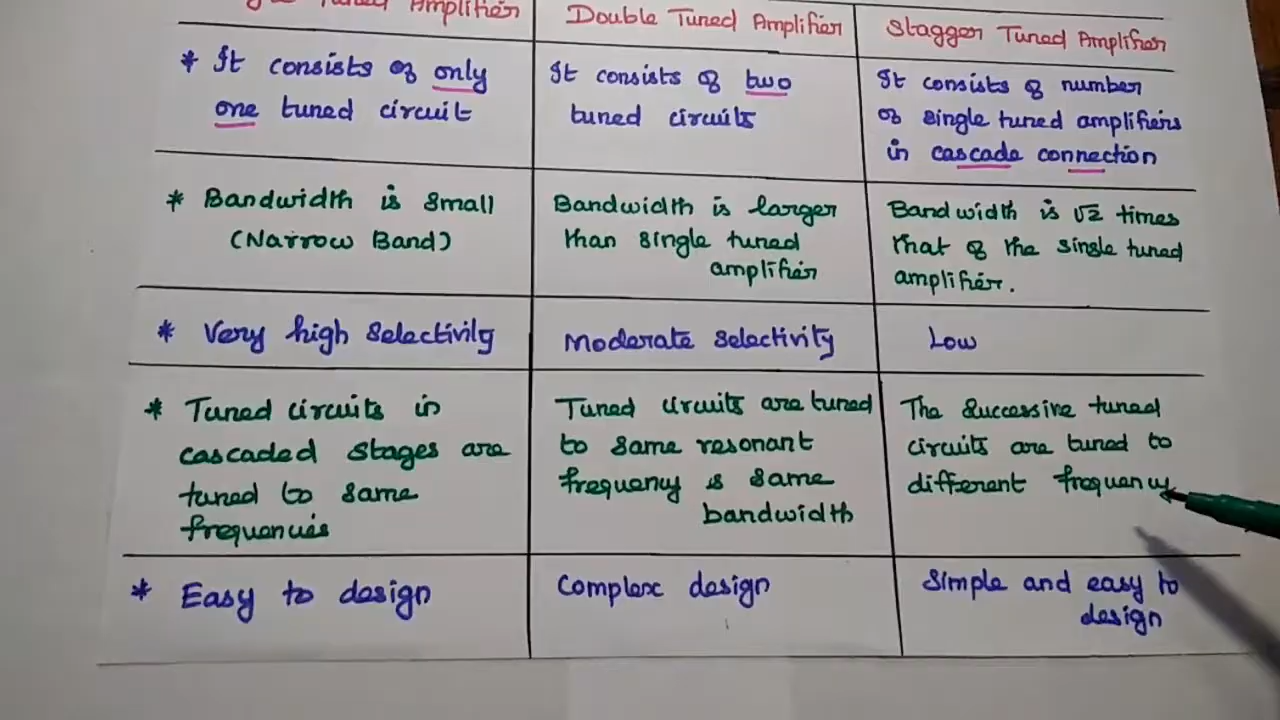 Tuned Amplifier
Double Tuned Amplifier
Stagger Tuned Amplifier
* It consists of only
one tuned circuit
It consists of two
tuned circuits
It consists of number
of single tuned amplifiers
in cascade connection
* Bandwidth is small
(Narrow Band)
Bandwidth is larger
than single tuned
amplifier
Bandwidth is √2 times
that of the single tuned
amplifier.
* Very high selectivity
Moderate selectivity
Low
* Tuned circuits in
cascaded stages are
tuned to same
frequencies
Tuned circuits are tuned
to same resonant
frequency is same
bandwidth
The successive tuned
circuits are tuned to
different frequency
* Easy to design
Complex design
Simple and easy to
design